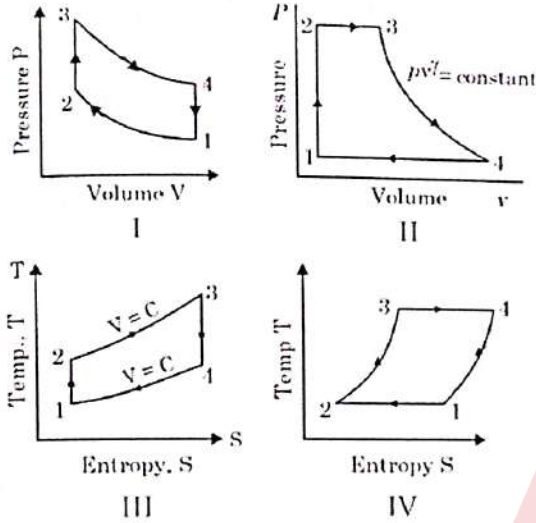 3
4
2
1
Pressure P
Volume V
I
P
2
3
pvᵞ = constant
Pressure
1
4
Volume
v
II
T
3
V = C
2
V = C
4
1
Temp., T
S
Entropy, S
III
3
4
2
1
Temp T
Entropy S
IV